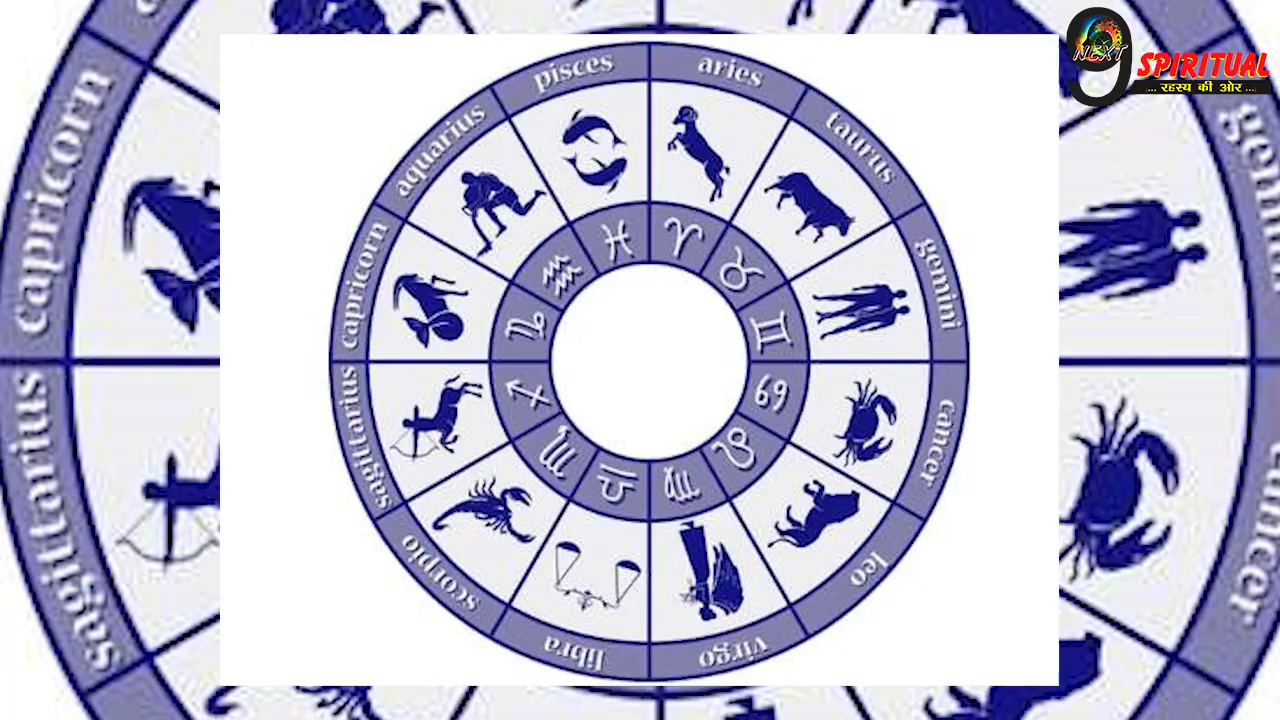 NEXT
9
SPIRITUAL
... रहस्य की ओर ...
pisces
aries
taurus
gemini
cancer
leo
virgo
libra
scorpio
sagittarius
capricorn
aquarius
capricorn
sagittarius
cancer